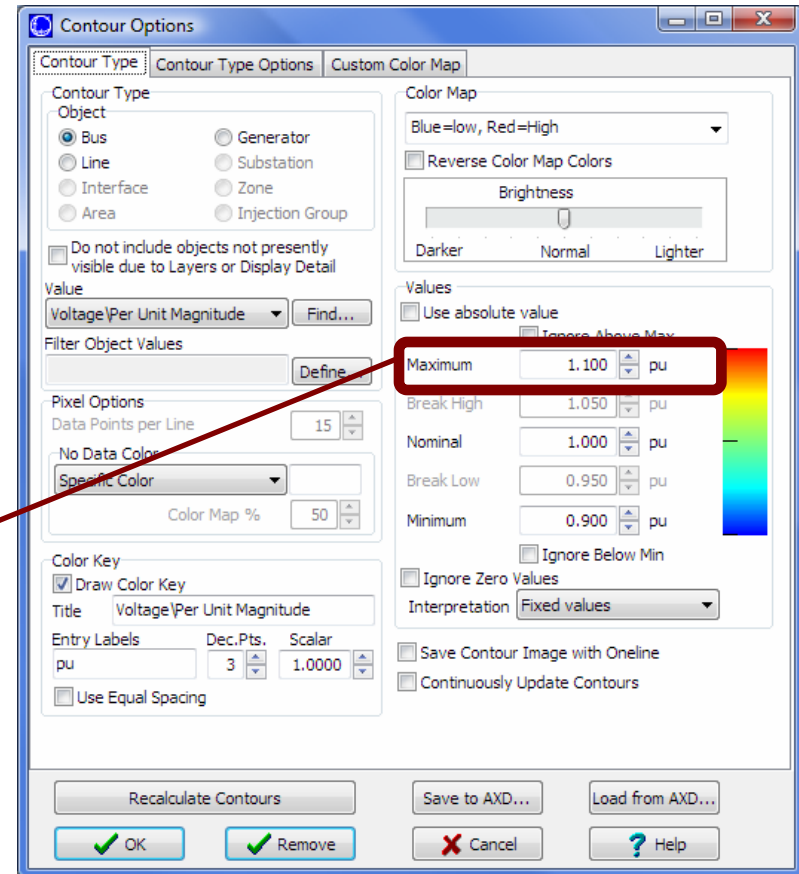 Contour Options
Contour Type
Contour Type Options
Custom Color Map
Contour Type
Object
Bus
Generator
Line
Substation
Interface
Zone
Area
Injection Group
Do not include objects not presently
visible due to Layers or Display Detail
Value
Voltage\Per Unit Magnitude
Find...
Filter Object Values
Define...
Pixel Options
Data Points per Line
15
No Data Color
Specific Color
Color Map %
50
Color Key
Draw Color Key
Title
Voltage\Per Unit Magnitude
Entry Labels
Dec.Pts.
Scalar
pu
3
1.0000
Use Equal Spacing
Color Map
Blue=low, Red=High
Reverse Color Map Colors
Brightness
Darker
Normal
Lighter
Values
Use absolute value
Ignore Above Max
Maximum
1.100
pu
Break High
1.050
pu
Nominal
1.000
pu
Break Low
0.950
pu
Minimum
0.900
pu
Ignore Below Min
Ignore Zero Values
Interpretation
Fixed values
Save Contour Image with Oneline
Continuously Update Contours
Recalculate Contours
Save to AXD...
Load from AXD...
OK
Remove
Cancel
Help